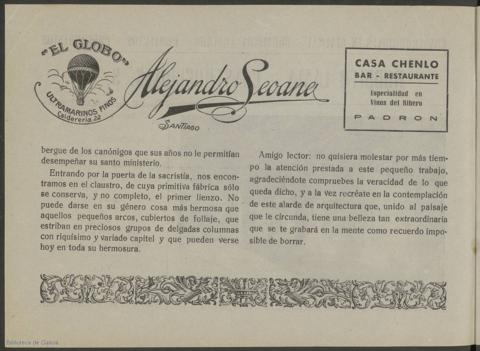 "EL GLOBO"
ULTRAMARINOS FINOS
Calderería 22
Alejandro Seoane
SANTIAGO
CASA CHENLO
BAR - RESTAURANTE
Especialidad en
Vinos del Ribero
PADRON
bergue de los canónigos que sus años no le permitían
desempeñar su santo ministerio.
Entrando por la puerta de la sacristía, nos encon-
tramos en el claustro, de cuya primitiva fábrica sólo
se conserva, y no completo, el primer lienzo. No
puede darse en su género cosa más hermosa que
aquellos pequeños arcos, cubiertos de follaje, que
estriban en preciosos grupos de delgadas columnas
con riquísimo y variado capitel y que pueden verse
hoy en toda su hermosura.
Amigo lector: no quisiera molestar por más tiem-
po la atención prestada a este pequeño trabajo,
agradeciéndote compruebes la veracidad de lo que
queda dicho, y a la vez recréate en la contemplación
de este alarde de arquitectura que, unido al paisaje
que le circunda, tiene una belleza tan extraordinaria
que se te grabará en la mente como recuerdo impo-
sible de borrar.
Biblioteca de Galicia